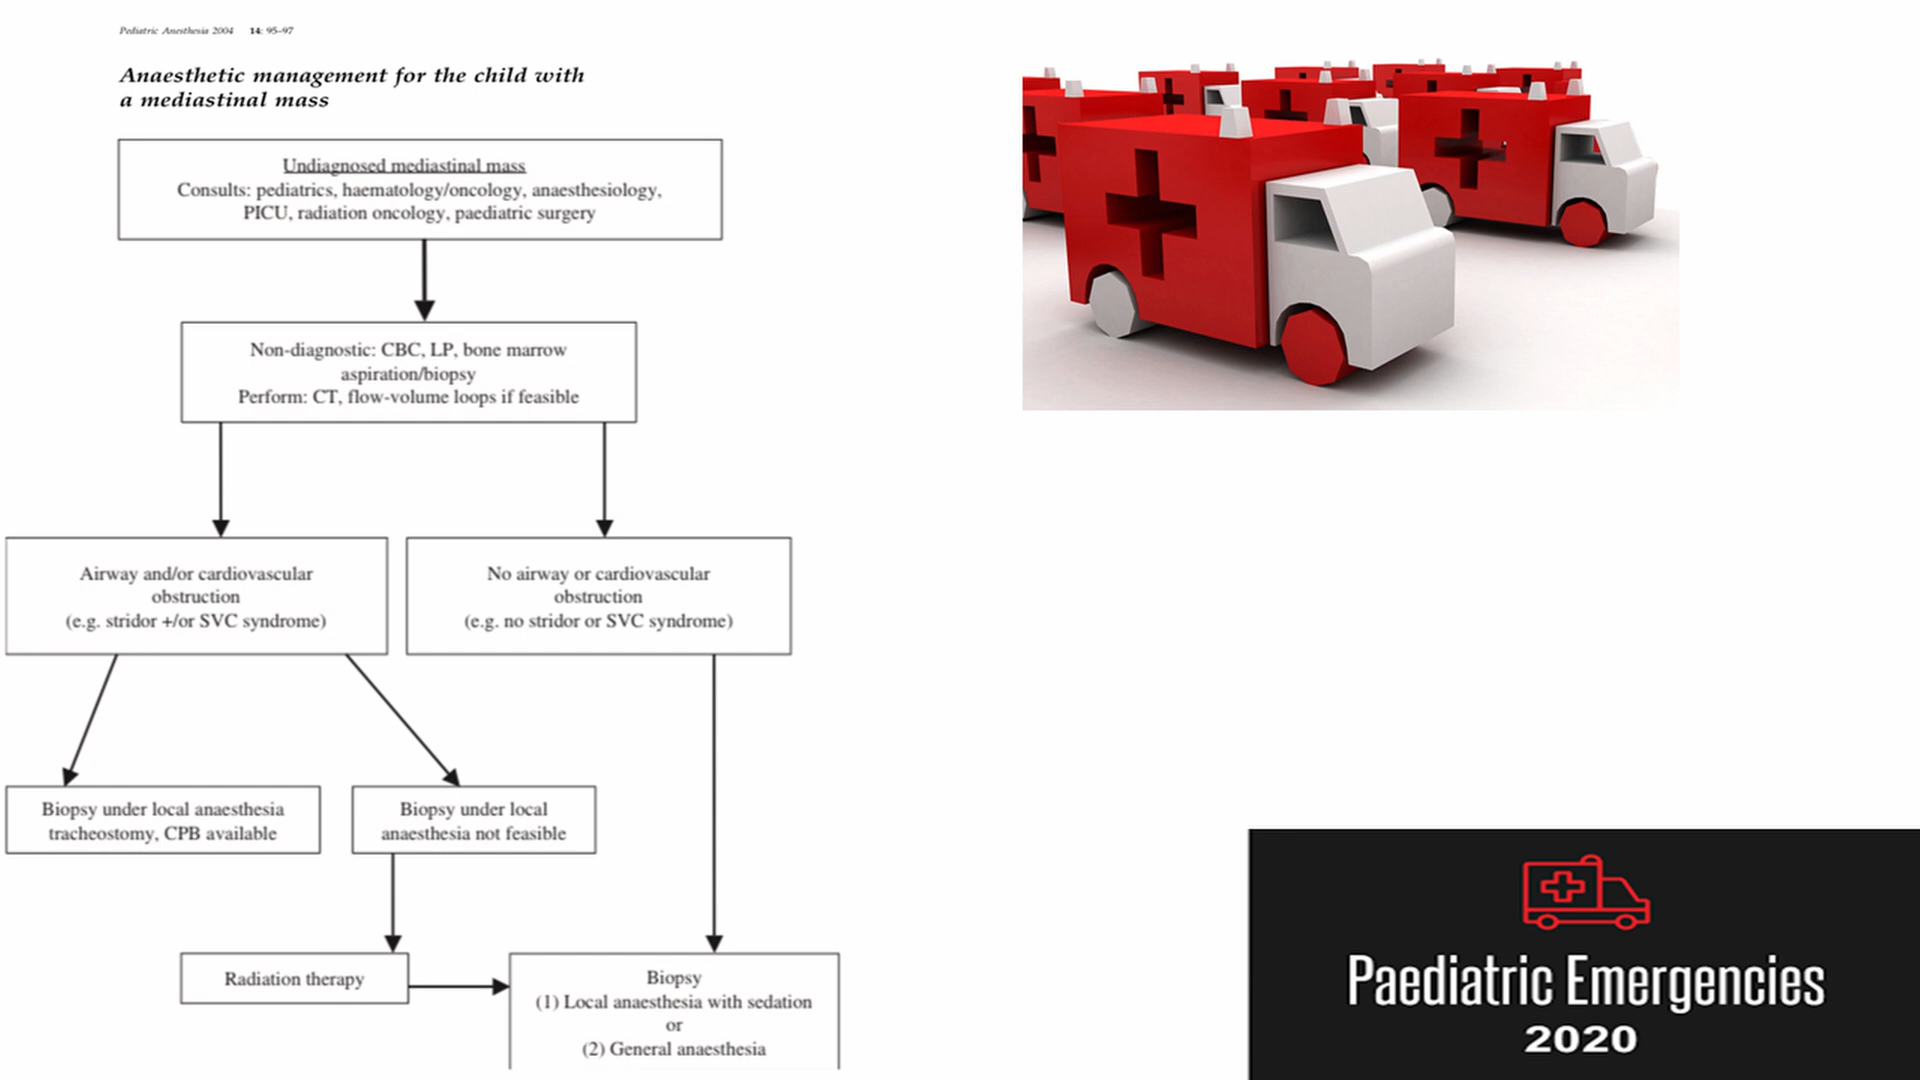 Pediatric Anesthesia 2004 14: 95–97
Anaesthetic management for the child with
a mediastinal mass
Undiagnosed mediastinal mass
Consults: pediatrics, haematology/oncology, anaesthesiology,
PICU, radiation oncology, paediatric surgery
Non-diagnostic: CBC, LP, bone marrow
aspiration/biopsy
Perform: CT, flow-volume loops if feasible
Airway and/or cardiovascular
obstruction
(e.g. stridor +/or SVC syndrome)
No airway or cardiovascular
obstruction
(e.g. no stridor or SVC syndrome)
Biopsy under local anaesthesia
tracheostomy, CPB available
Biopsy under local
anaesthesia not feasible
Radiation therapy
Biopsy
(1) Local anaesthesia with sedation
or
(2) General anaesthesia
Paediatric Emergencies
2020